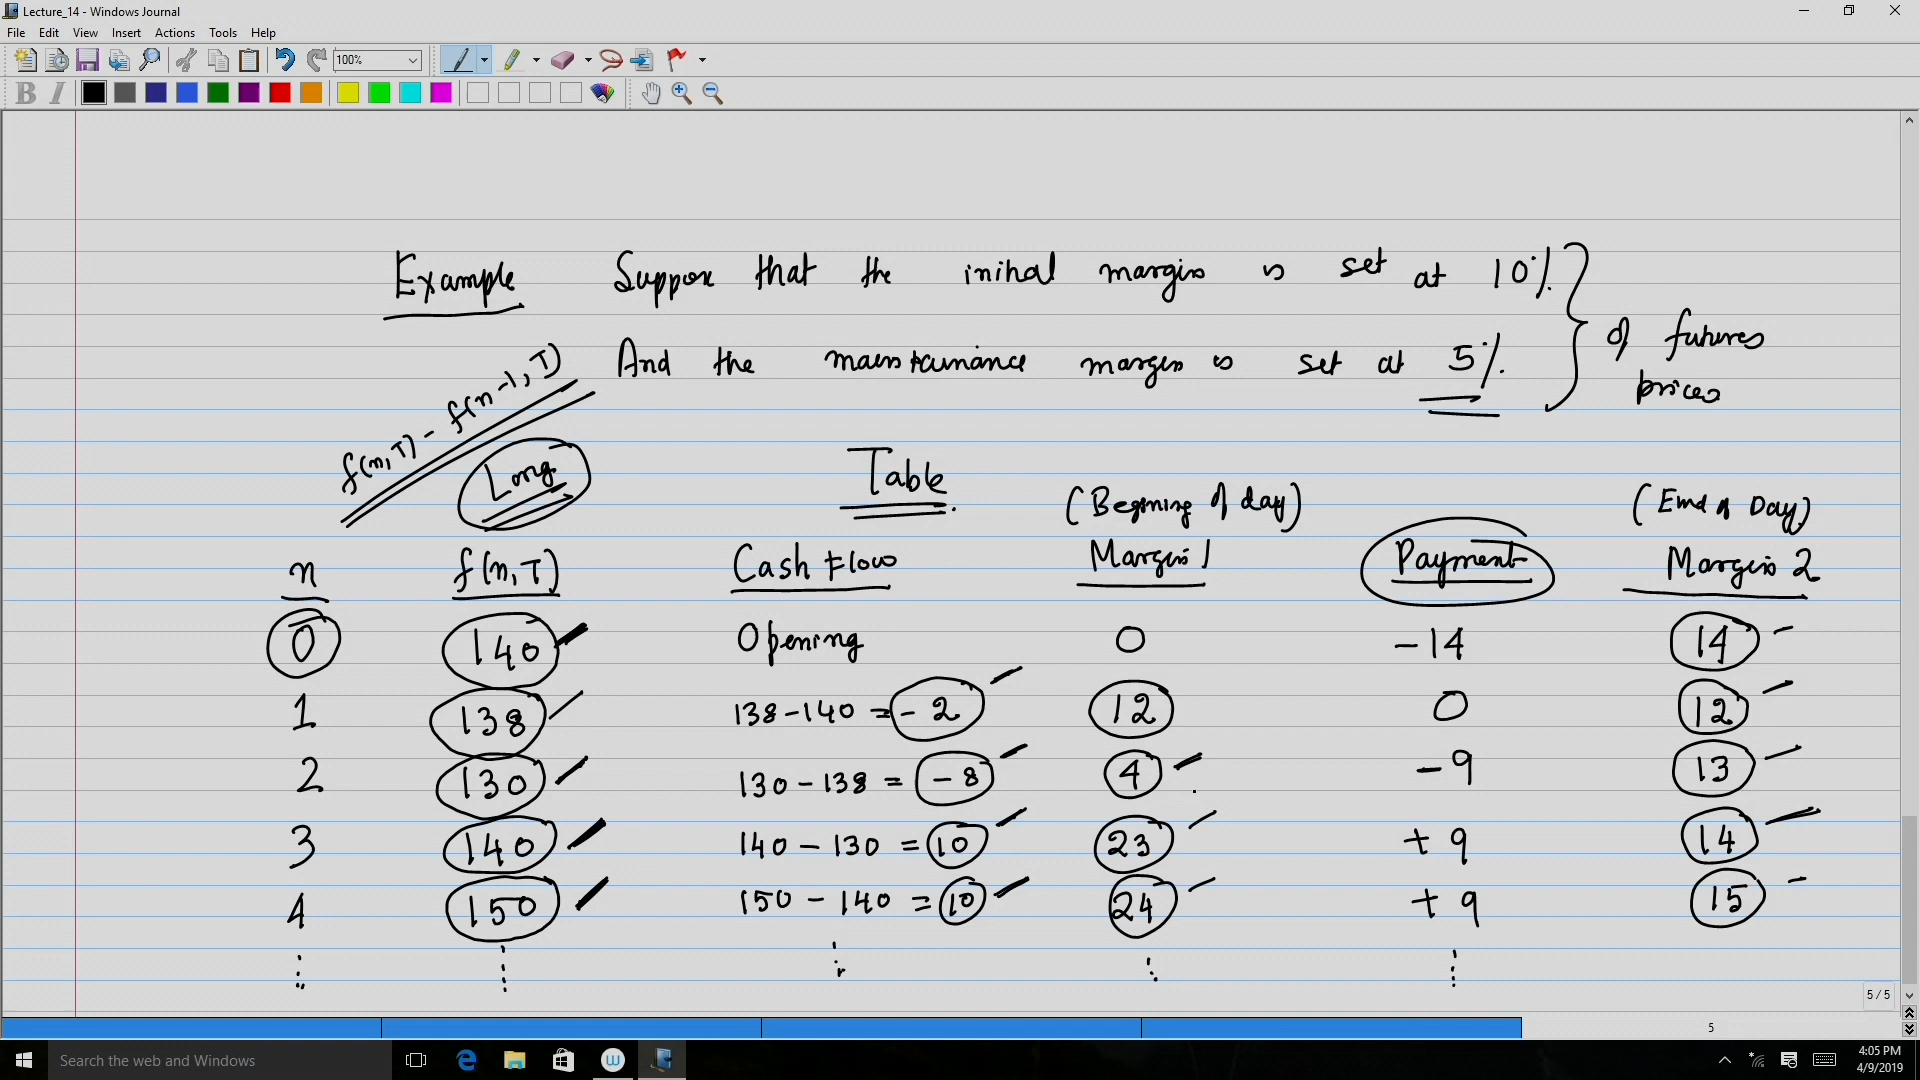 Lecture_14 - Windows Journal
File Edit View Insert Actions Tools Help
100%
B I
Example Suppose that the initial margin is set at 10%
And the maintainance margin is set at 5%
of futures
prices
f(n,T) - f(n-1,T)
Long
Table
(Begining of day)
(End of Day)
n f(n,T) Cash Flow Margin 1 Payment Margin 2
0 140 Opening 0 -14 14
1 138 138-140 = -2 12 0 12
2 130 130-138 = -8 4 -9 13
3 140 140-130 = 10 23 +9 14
4 150 150-140 = 10 24 +9 15
5 / 5
5
Search the web and Windows
4:05 PM
4/9/2019